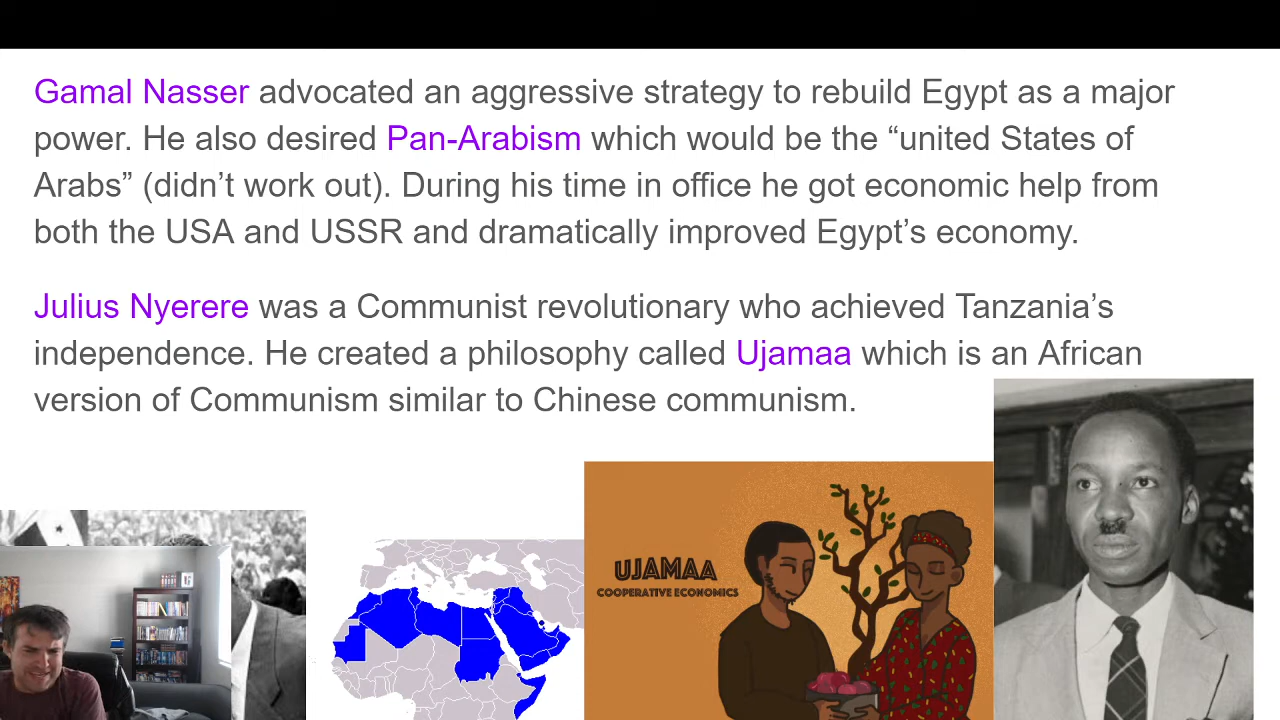 Gamal Nasser advocated an aggressive strategy to rebuild Egypt as a major
power. He also desired Pan-Arabism which would be the “united States of
Arabs” (didn’t work out). During his time in office he got economic help from
both the USA and USSR and dramatically improved Egypt’s economy.
Julius Nyerere was a Communist revolutionary who achieved Tanzania’s
independence. He created a philosophy called Ujamaa which is an African
version of Communism similar to Chinese communism.
UJAMAA
COOPERATIVE ECONOMICS